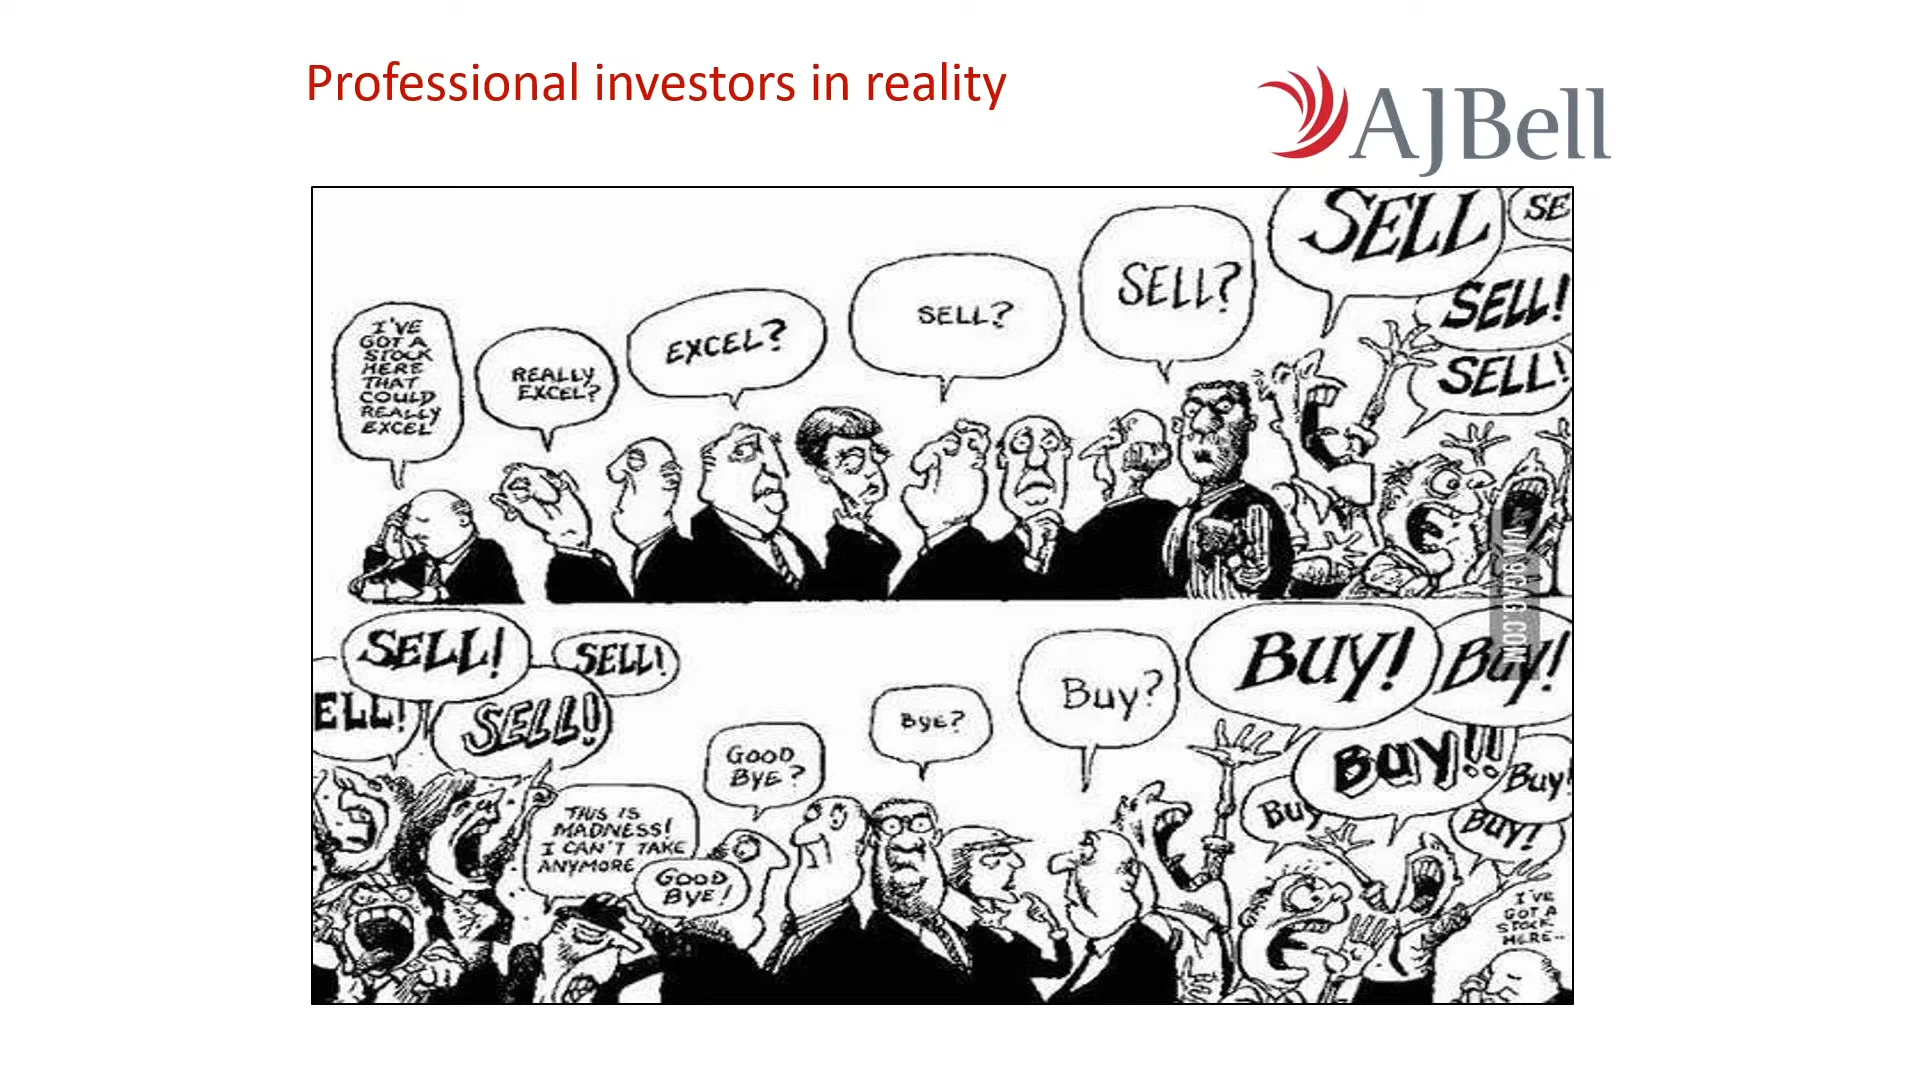 Professional investors in reality
AJBell
I'VE
GOT A
STOCK
HERE
THAT
COULD
REALLY
EXCEL
REALLY
EXCEL?
EXCEL?
SELL?
SELL?
SELL
SE
SELL!
SELL!
VIA 9GAG.COM
SELL!
SELL!
ELL!
SELL!
THIS IS
MADNESS!
I CAN'T TAKE
ANYMORE
GOOD
BYE!
GOOD
BYE?
BYE?
Buy?
BUY!
BUY!
BUY!!
BUY!
BUY
BUY!
I'VE
GOT A
STOCK
HERE..